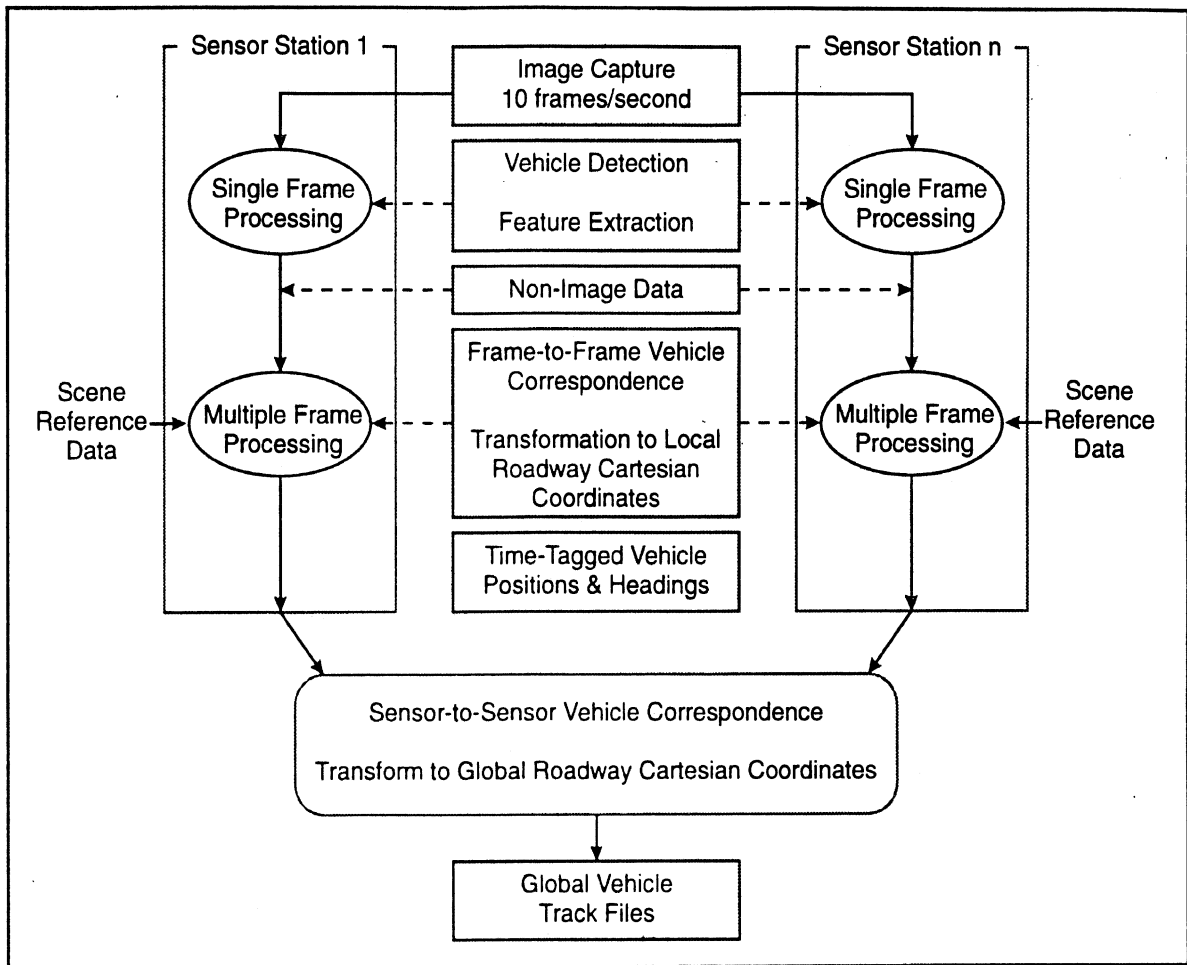 Sensor Station 1
Image Capture
10 frames/second
Sensor Station n
Single Frame
Processing
Vehicle Detection
Feature Extraction
Single Frame
Processing
Non-Image Data
Scene
Reference
Data
Multiple Frame
Processing
Frame-to-Frame Vehicle
Correspondence
Transformation to Local
Roadway Cartesian
Coordinates
Multiple Frame
Processing
Scene
Reference
Data
Time-Tagged Vehicle
Positions & Headings
Sensor-to-Sensor Vehicle Correspondence
Transform to Global Roadway Cartesian Coordinates
Global Vehicle
Track Files